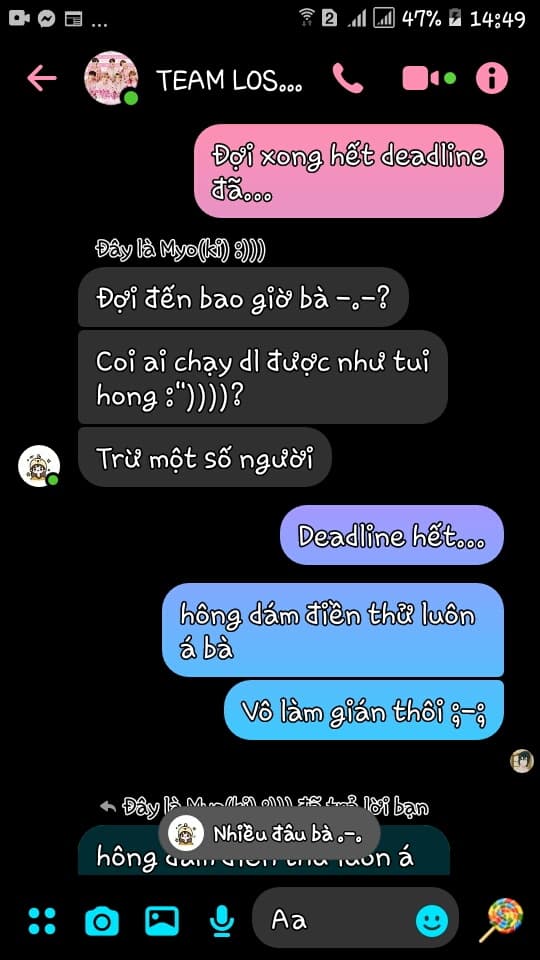 ... 2 47% 14:49
TEAM LOS...
Đợi xong hết deadline
đã...
Đây là Myo(ki) :))))
Đợi đến bao giờ bà -.-?
Coi ai chạy dl được như tui
hong :"))))?
Trừ một số người
Deadline hết...
hông dám điền thử luôn
á bà
Vô làm gián thôi ;-;
Đây là Myo(ki) :)))) đã trả lời bạn
Nhiều đâu bà .-.
hông dám điền thử luôn á
Aa